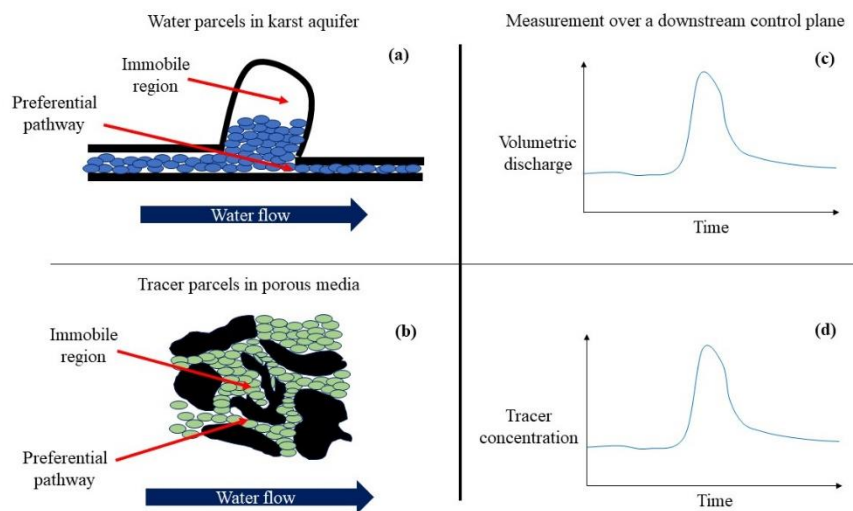 Water parcels in karst aquifer
(a)
Immobile
region
Preferential
pathway
Water flow
Measurement over a downstream control plane
(c)
Volumetric
discharge
Time
Tracer parcels in porous media
(b)
Immobile
region
Preferential
pathway
Water flow
(d)
Tracer
concentration
Time